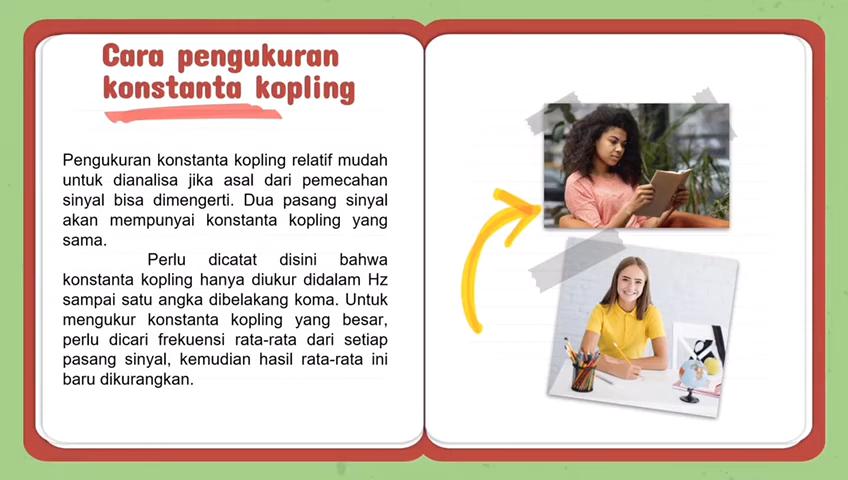 Cara pengukuran
konstanta kopling
Pengukuran konstanta kopling relatif mudah
untuk dianalisa jika asal dari pemecahan
sinyal bisa dimengerti. Dua pasang sinyal
akan mempunyai konstanta kopling yang
sama.
Perlu dicatat disini bahwa
konstanta kopling hanya diukur didalam Hz
sampai satu angka dibelakang koma. Untuk
mengukur konstanta kopling yang besar,
perlu dicari frekuensi rata-rata dari setiap
pasang sinyal, kemudian hasil rata-rata ini
baru dikurangkan.